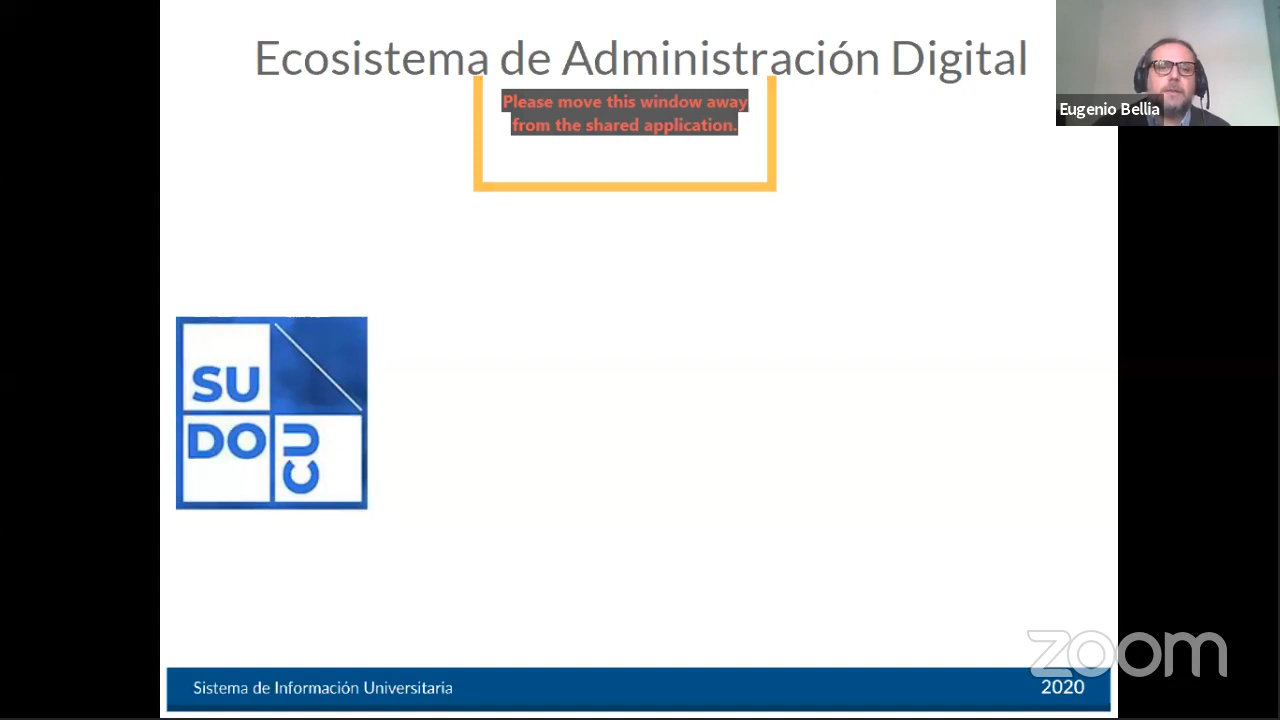 Ecosistema de Administración Digital
Please move this window away
from the shared application.
Eugenio Bellia
SU
DO
CU
zoom
Sistema de Información Universitaria
2020